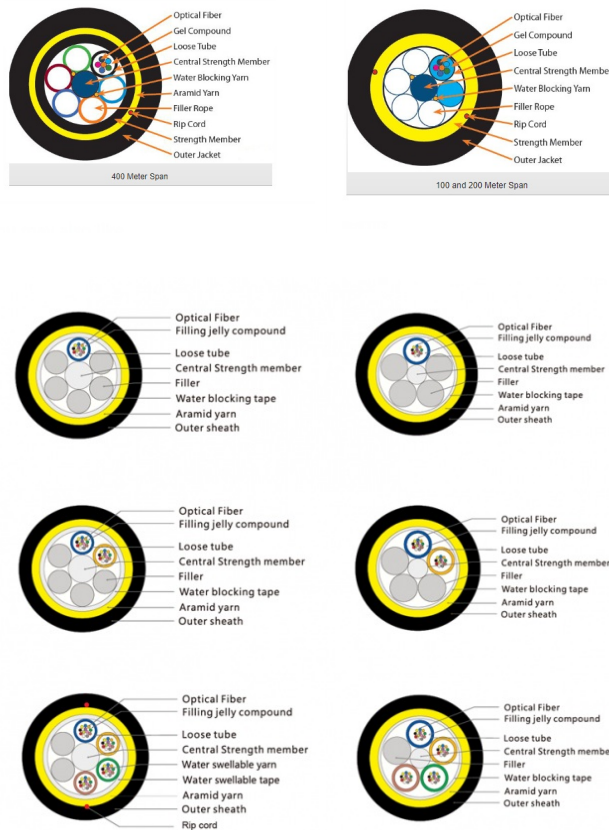 Optical Fiber
Gel Compound
Loose Tube
Central Strength Member
Water Blocking Yarn
Aramid Yarn
Filler Rope
Rip Cord
Strength Member
Outer Jacket
400 Meter Span
Optical Fiber
Gel Compound
Loose Tube
Central Strength Membe
Water Blocking Yarn
Aramid Yarn
Filler Rope
Rip Cord
Strength Member
Outer Jacket
100 and 200 Meter Span
Optical Fiber
Filling jelly compound
Loose tube
Central Strength member
Filler
Water blocking tape
Aramid yarn
Outer sheath
Optical Fiber
Filling jelly compound
Loose tube
Central Strength member
Filler
Water blocking tape
Aramid yarn
Outer sheath
Optical Fiber
Filling jelly compound
Loose tube
Central Strength member
Filler
Water blocking tape
Aramid yarn
Outer sheath
Optical Fiber
Filling jelly compound
Loose tube
Central Strength member
Filler
Water blocking tape
Aramid yarn
Outer sheath
Optical Fiber
Filling jelly compound
Loose tube
Central Strength member
Water swellable yarn
Water swellable tape
Aramid yarn
Outer sheath
Rip cord
Optical Fiber
Filling jelly compound
Loose tube
Central Strength member
Filler
Water blocking tape
Aramid yarn
Outer sheath